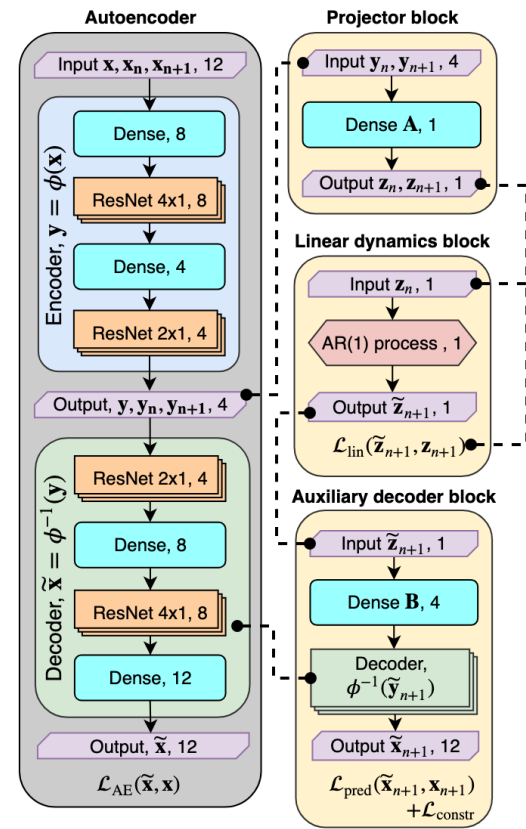 Autoencoder
Input x, xₙ, xₙ₊₁, 12
Encoder, y = ϕ(x)
Dense, 8
ResNet 4x1, 8
Dense, 4
ResNet 2x1, 4
Output, y, yₙ, yₙ₊₁, 4
Decoder, x̃ = ϕ⁻¹(y)
ResNet 2x1, 4
Dense, 8
ResNet 4x1, 8
Dense, 12
Output, x̃, 12
ℒ_AE(x̃, x)
Projector block
Input yₙ, yₙ₊₁, 4
Dense A, 1
Output zₙ, zₙ₊₁, 1
Linear dynamics block
Input zₙ, 1
AR(1) process , 1
Output z̃ₙ₊₁, 1
ℒ_lin(z̃ₙ₊₁, zₙ₊₁)
Auxiliary decoder block
Input z̃ₙ₊₁, 1
Dense B, 4
Decoder,
ϕ⁻¹(ỹₙ₊₁)
Output x̃ₙ₊₁, 12
ℒ_pred(x̃ₙ₊₁, xₙ₊₁)
+ℒ_constr